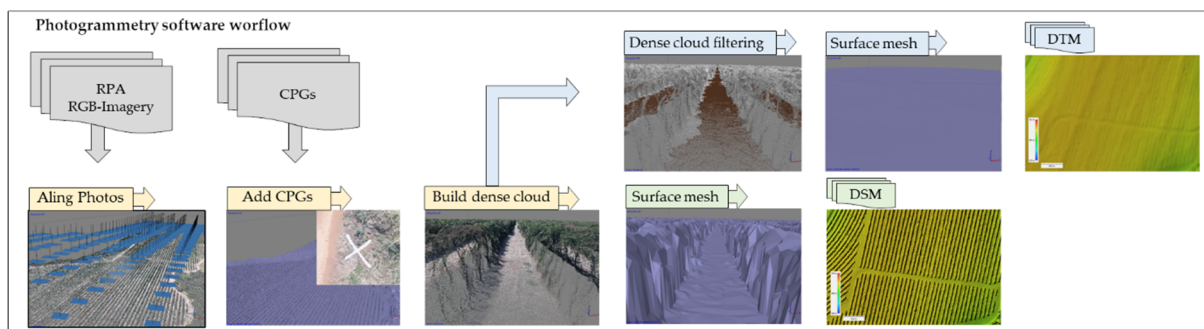 Photogrammetry software worflow
RPA
RGB-Imagery
CPGs
Dense cloud filtering
Surface mesh
DTM
Aling Photos
Add CPGs
Build dense cloud
Surface mesh
DSM